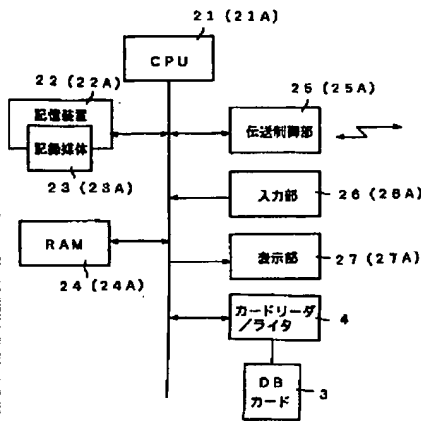 21(21A)
CPU
22(22A)
記憶装置
記録媒体
23(23A)
25(25A)
伝送制御部
入力部
26(26A)
RAM
24(24A)
表示部
27(27A)
カードリーダ
/ライタ
4
DB
カード
3